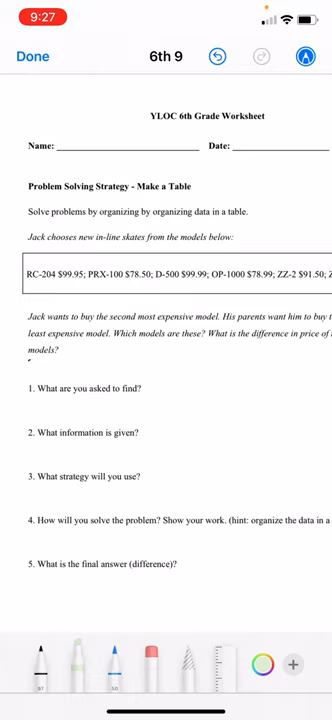 9:27
Done
6th 9
YLOC 6th Grade Worksheet
Name: Date:
Problem Solving Strategy - Make a Table
Solve problems by organizing by organizing data in a table.
Jack chooses new in-line skates from the models below:
RC-204 $99.95; PRX-100 $78.50; D-500 $99.99; OP-1000 $78.99; ZZ-2 $91.50;
Jack wants to buy the second most expensive model. His parents want him to buy
least expensive model. Which models are these? What is the difference in price of
models?
1. What are you asked to find?
2. What information is given?
3. What strategy will you use?
4. How will you solve the problem? Show your work. (hint: organize the data in a
5. What is the final answer (difference)?